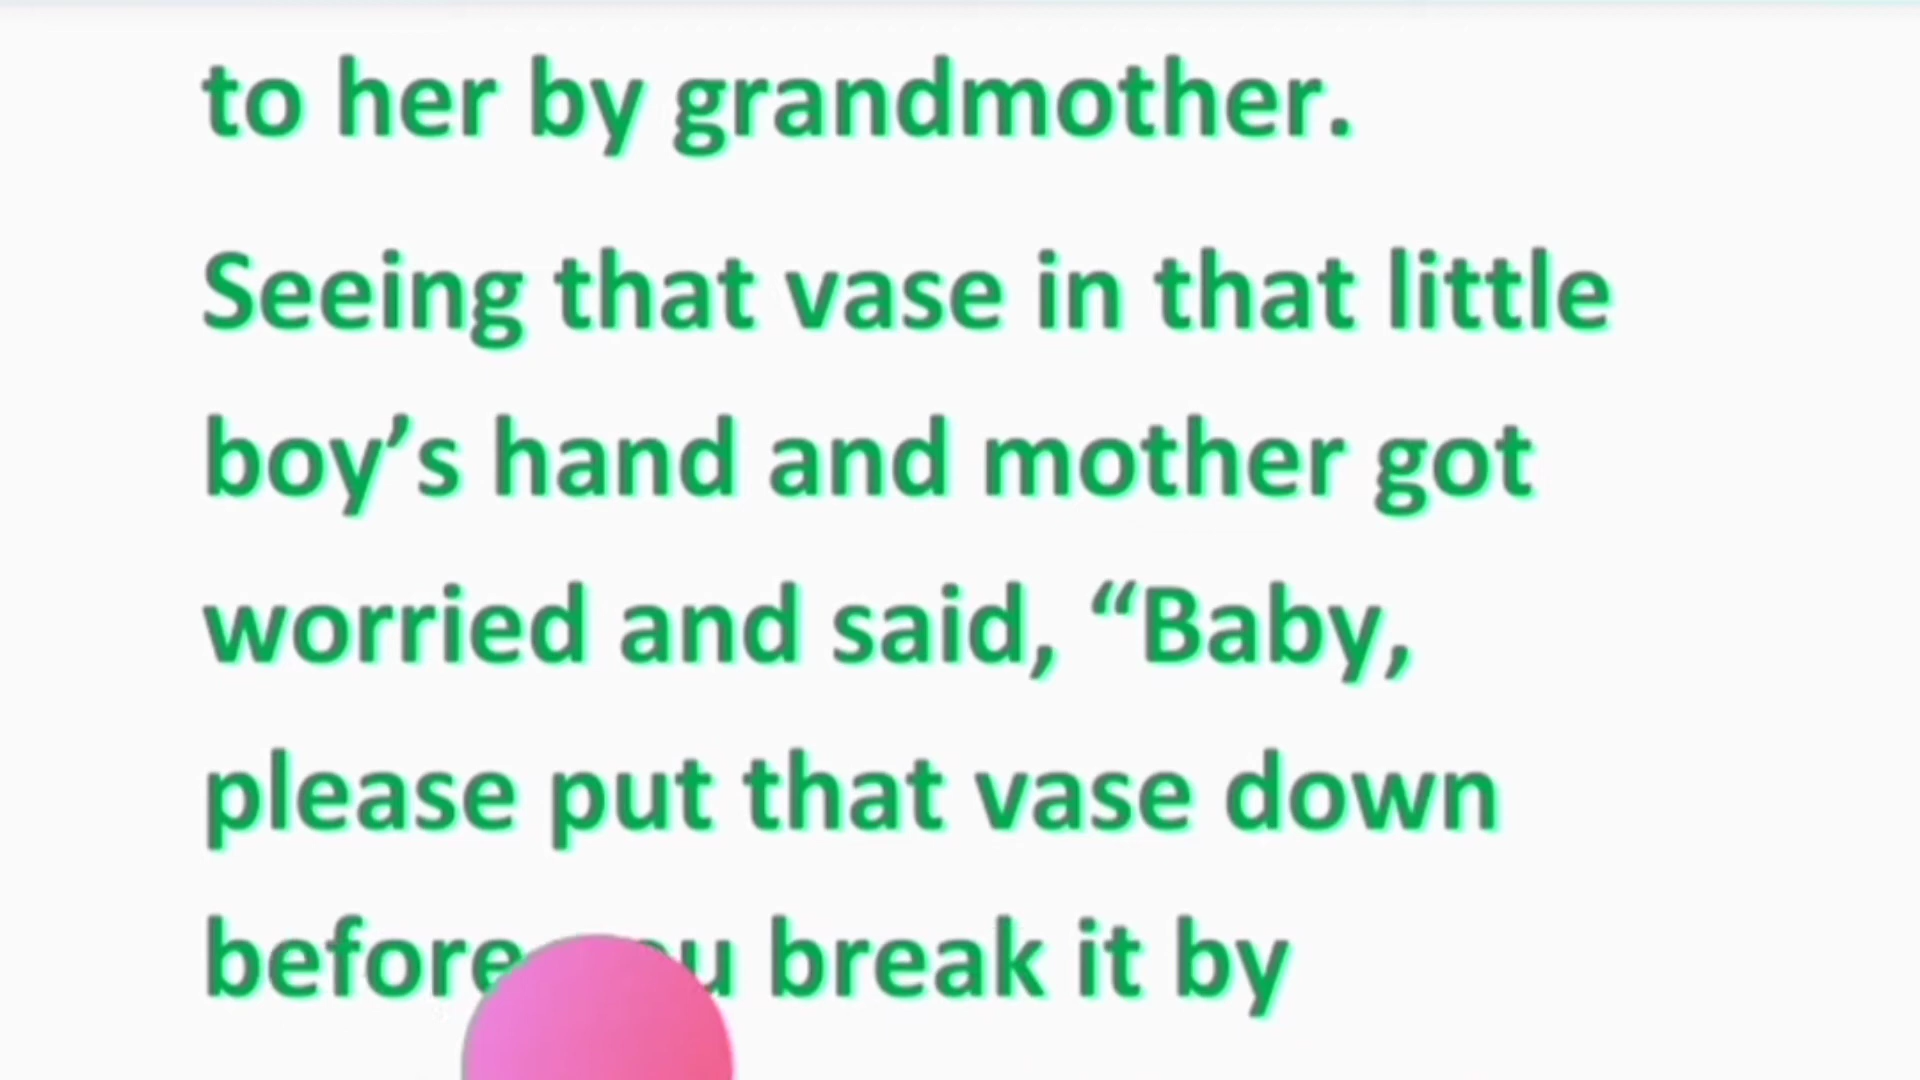 to her by grandmother.
Seeing that vase in that little
boy’s hand and mother got
worried and said, “Baby,
please put that vase down
before break it by